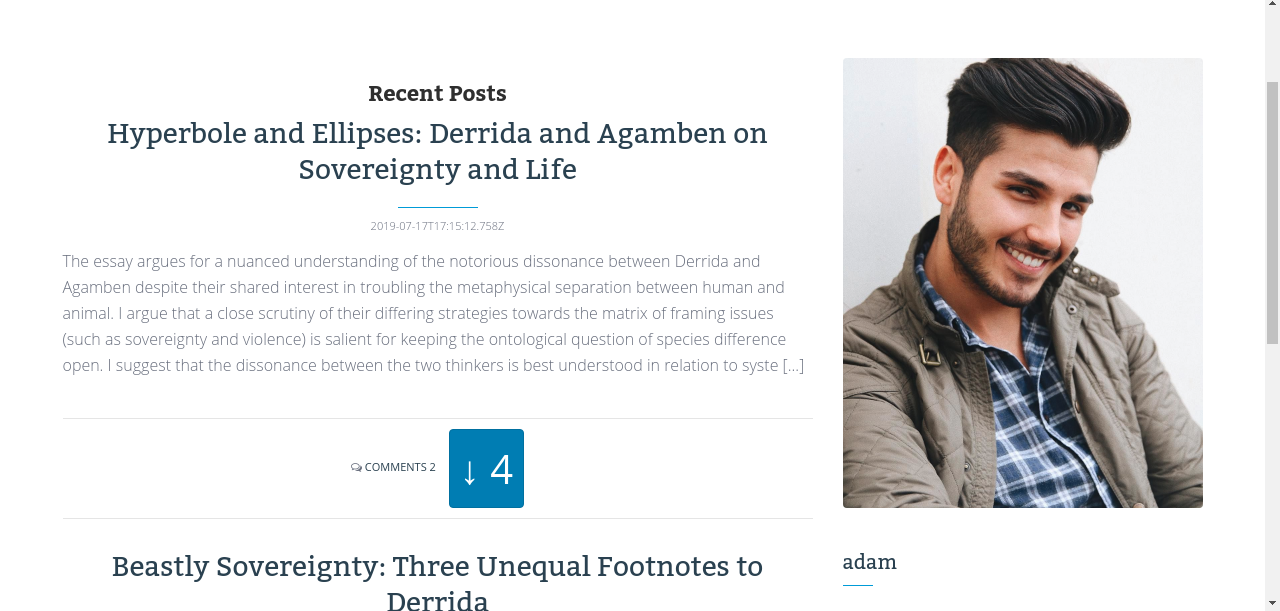 Recent Posts
Hyperbole and Ellipses: Derrida and Agamben on
Sovereignty and Life
2019-07-17T17:15:12.758Z
The essay argues for a nuanced understanding of the notorious dissonance between Derrida and
Agamben despite their shared interest in troubling the metaphysical separation between human and
animal. I argue that a close scrutiny of their differing strategies towards the matrix of framing issues
(such as sovereignty and violence) is salient for keeping the ontological question of species difference
open. I suggest that the dissonance between the two thinkers is best understood in relation to syste [...]
COMMENTS 2
↓ 4
Beastly Sovereignty: Three Unequal Footnotes to
Derrida
adam